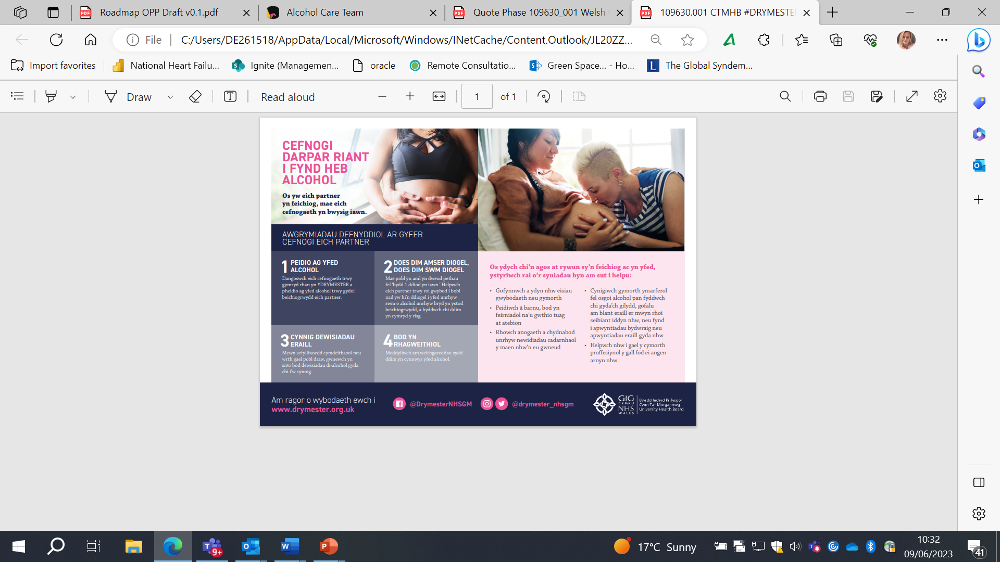 Roadmap OPP Draft v0.1.pdf
Alcohol Care Team
Quote Phase 109630_001 Welsh
109630.001 CTMHB #DRYMESTE
File
C:/Users/DE261518/AppData/Local/Microsoft/Windows/INetCache/Content.Outlook/JL20ZZ...
Import favorites
National Heart Failu...
Ignite (Managemen...
oracle
Remote Consultatio...
Green Space... - Ho...
The Global Syndem...
Draw
Read aloud
1
of 1
CEFNOGI
DARPAR RIANT
I FYND HEB
ALCOHOL
Os yw eich partner
yn feichiog, mae eich
cefnogaeth yn bwysig iawn.
AWGRYMIADAU DEFNYDDIOL AR GYFER
CEFNOGI EICH PARTNER
1 PEIDIO AG YFED
ALCOHOL
Dangoswch eich cefnogaeth trwy
gymryd rhan yn #DRYMESTER a
pheidio ag yfed alcohol trwy gydol
beichiogrwydd eich partner.
2 DOES DIM AMSER DIOGEL,
DOES DIM SWM DIOGEL
Mae pobl yn aml yn dweud pethau
fel 'bydd 1 ddiod yn iawn.' Helpwch
eich partner trwy roi gwybod i bobl
nad yw hi'n ddiogel i yfed unrhyw
swm o alcohol unrhyw bryd yn ystod
beichiogrwydd, a byddwch chi ddim
yn cymryd y risg.
3 CYNNIG DEWISIADAU
ERAILL
Mewn sefyllfaoedd cymdeithasol neu
wrth gael pobl draw, gwnewch yn
siŵr bod dewisiadau di-alcohol gyda
chi i'w cynnig.
4 BOD YN
RHAGWEITHIOL
Meddyliwch am weithgareddau sydd
ddim yn cynnwys yfed alcohol.
Os ydych chi'n agos at rywun sy'n feichiog ac yn yfed,
ystyriwch rai o'r syniadau hyn am sut i helpu:
• Gofynnwch a ydyn nhw eisiau
gwybodaeth neu gymorth
• Peidiwch â barnu, bod yn
feirniadol na'u gwthio tuag
at atebion
• Rhowch anogaeth a chydnabod
unrhyw newidiadau cadarnhaol
y maen nhw'n eu gwneud
• Cynigiwch gymorth ymarferol
fel osgoi alcohol pan fyddwch
chi gyda'ch gilydd, gofalu
am blant eraill er mwyn rhoi
seibiant iddyn nhw, neu fynd
i apwyntiadau bydwraig neu
apwyntiadau eraill gyda nhw
• Helpwch nhw i gael y cymorth
proffesiynol y gall fod ei angen
arnyn nhw
Am ragor o wybodaeth ewch i
www.drymester.org.uk
@DrymesterNHSGM
@drymester_nhsgm
GIG
CYMRU
NHS
WALES
Bwrdd Iechyd Prifysgol
Cwm Taf Morgannwg
University Health Board
9+
17°C Sunny
10:32
09/06/2023
41